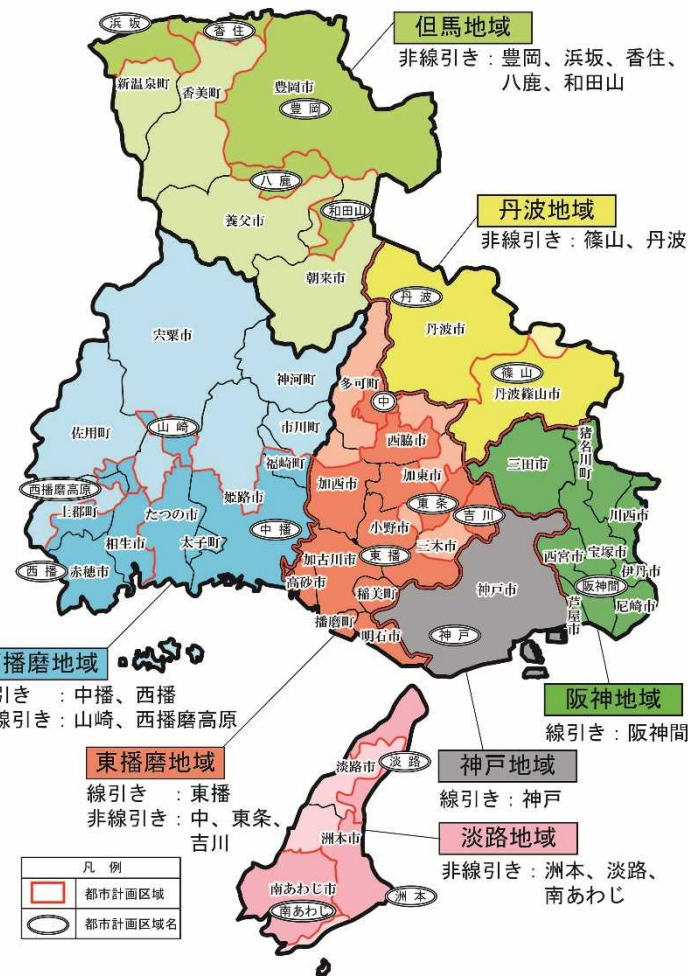 浜坂
香住
但馬地域
非線引き：豊岡、浜坂、香住、
八鹿、和田山
新温泉町
香美町
豊岡市
豊岡
八鹿
養父市
和田山
朝来市
丹波地域
非線引き：篠山、丹波
丹波
丹波市
篠山
丹波篠山市
宍粟市
神河町
多可町
中
市川町
西脇市
佐用町
山崎
福崎町
加西市
加東市
三田市
猪名川町
西播磨高原
上郡町
たつの市
姫路市
東条
吉川
川西市
相生市
太子町
中播
小野市
三木市
西宮市
宝塚市
伊丹市
西播
赤穂市
加古川市
東播
高砂市
稲美町
神戸市
芦屋市
阪神間
尼崎市
播磨町
明石市
神戸
播磨地域
引き　：中播、西播
線引き：山崎、西播磨高原
阪神地域
線引き：阪神間
東播磨地域
線引き　：東播
非線引き：中、東条、
吉川
淡路市
淡路
神戸地域
線引き：神戸
洲本市
淡路地域
非線引き：洲本、淡路、
南あわじ
南あわじ市
南あわじ
洲本
凡例
都市計画区域
都市計画区域名